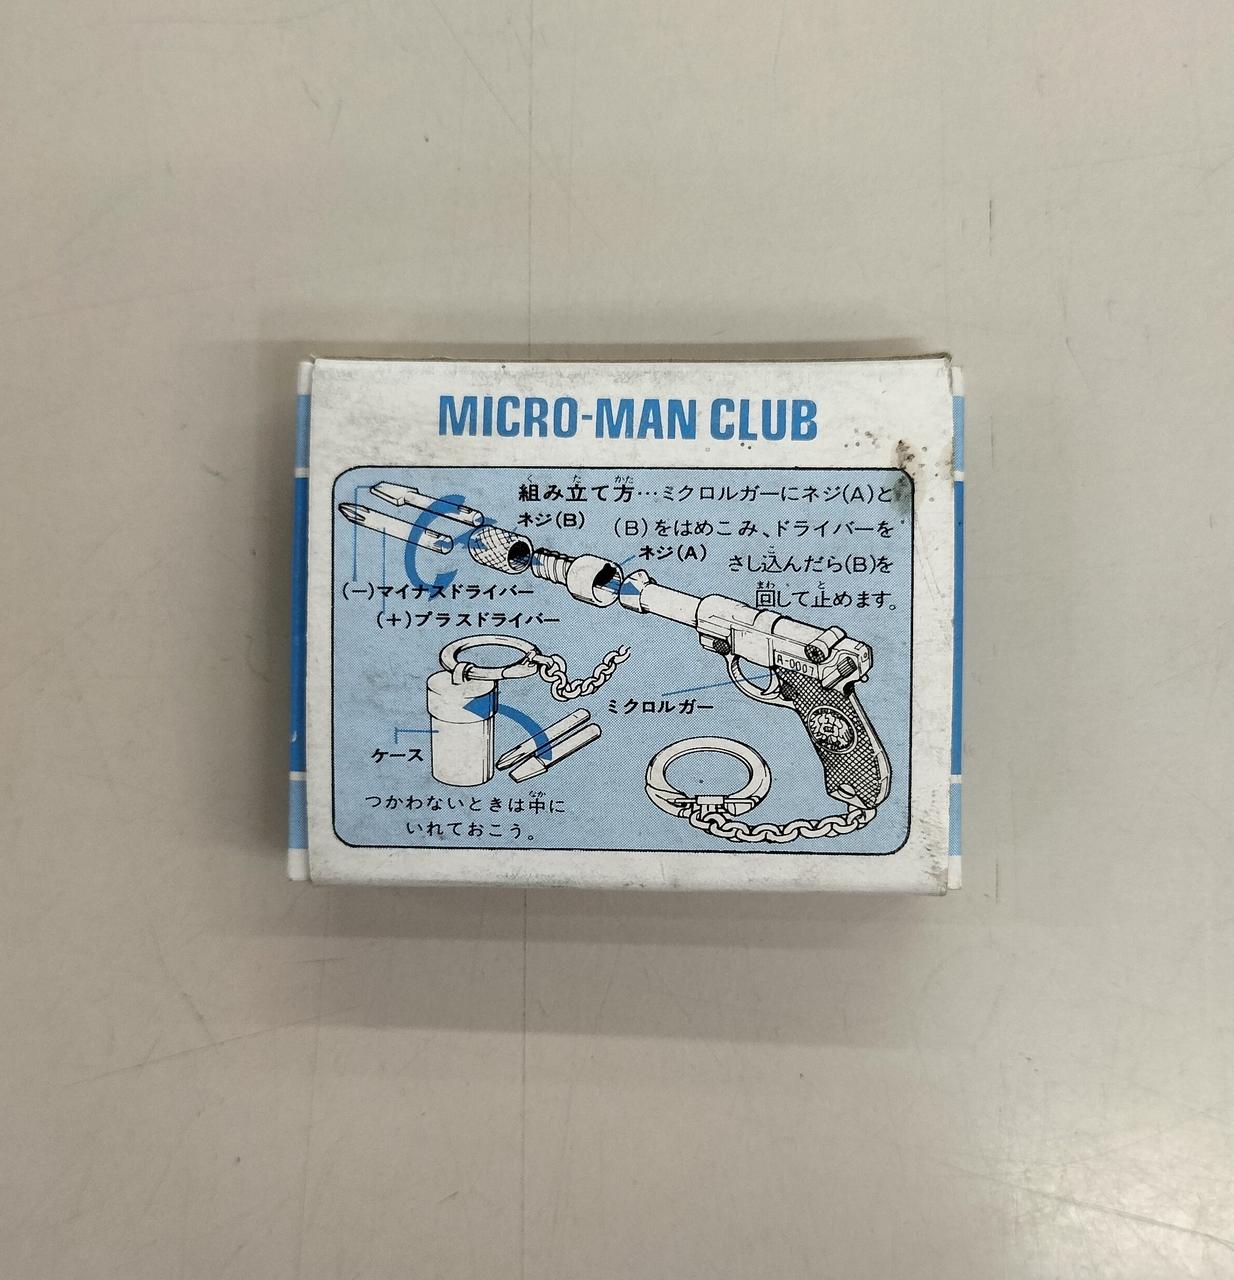 MICRO-MAN CLUB
組み立て方…ミクロルガーにネジ(A)と
(B)をはめこみ、ドライバーを
さし込んだら(B)を
回して止めます。
ネジ(B)
ネジ(A)
(−)マイナスドライバー
(+)プラスドライバー
A-0007
ミクロルガー
ケース
つかわないときは中に
いれておこう。